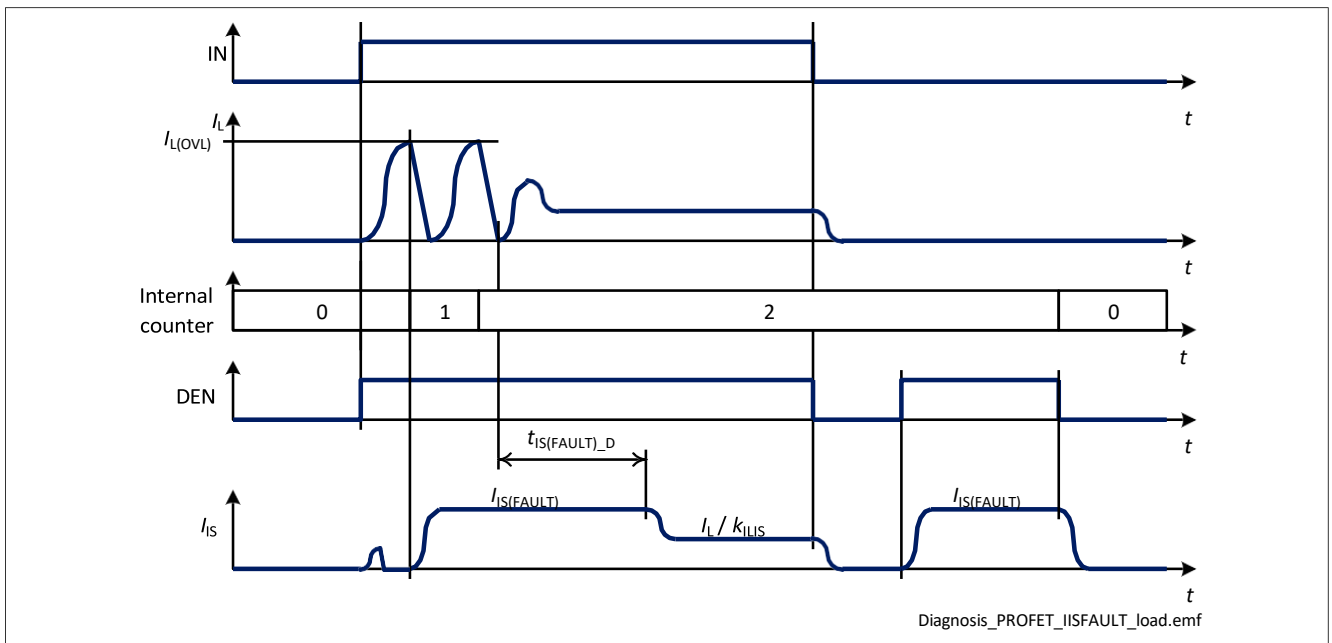 IN
t
I_L
I_L(OVL)
t
Internal
counter
0 1 2 0
t
DEN
t
t_IS(FAULT)_D
I_IS(FAULT)
I_L / k_ILIS
I_IS(FAULT)
I_IS
t
Diagnosis_PROFET_IISFAULT_load.emf